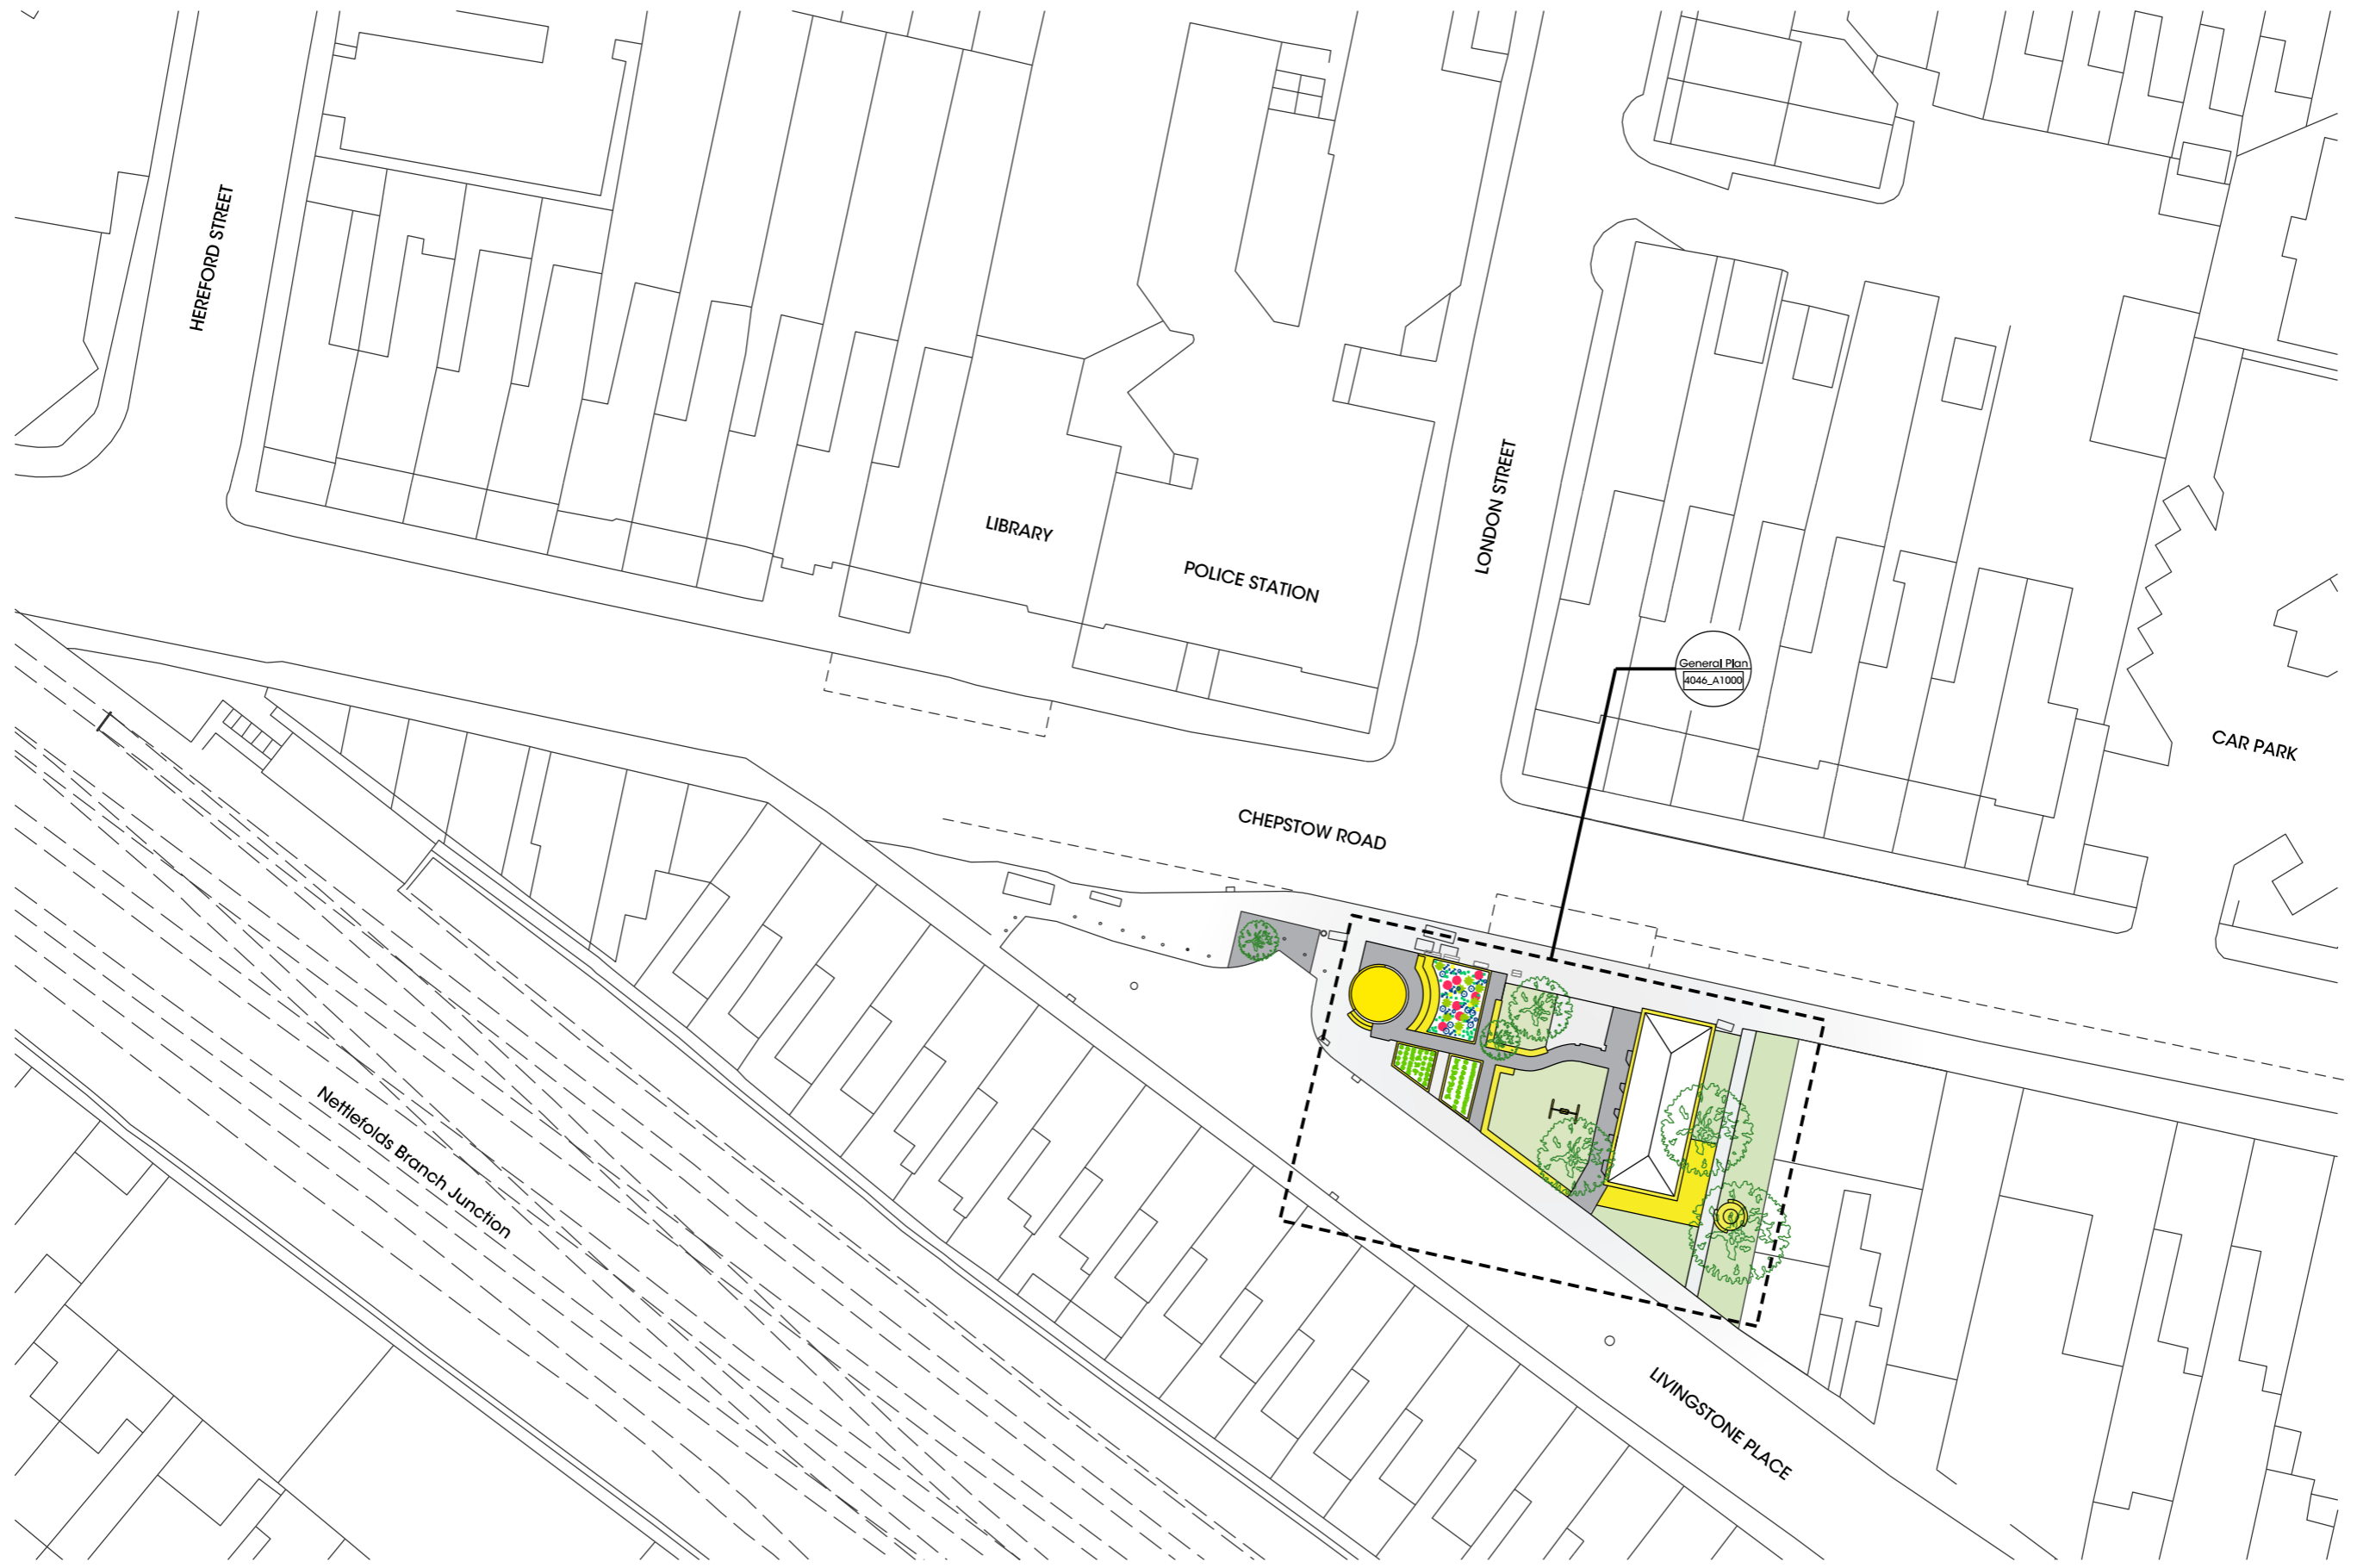 HEREFORD STREET
LONDON STREET
LIBRARY
POLICE STATION
General Plan
4046_A1000
CAR PARK
CHEPSTOW ROAD
Nettlefolds Branch Junction
LIVINGSTONE PLACE